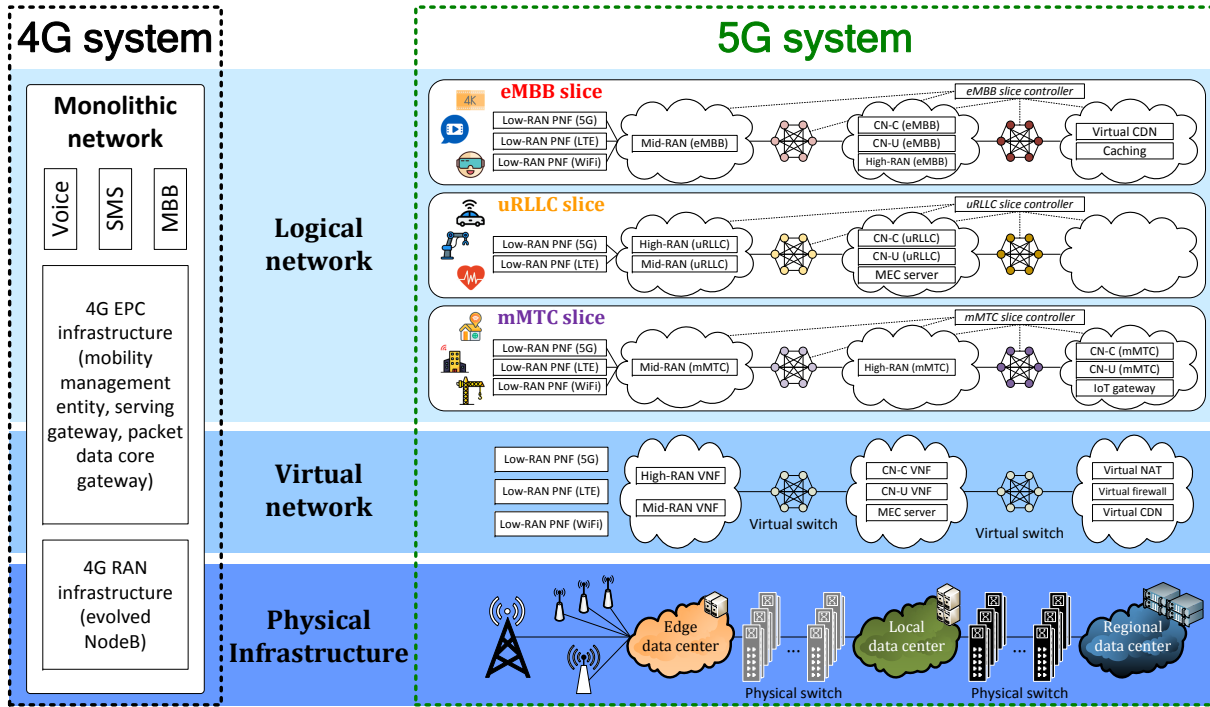 4G system
5G system
Monolithic
network
Voice
SMS
MBB
4G EPC
infrastructure
(mobility
management
entity, serving
gateway, packet
data core
gateway)
4G RAN
infrastructure
(evolved
NodeB)
Logical
network
Virtual
network
Physical
Infrastructure
eMBB slice
4K
Low-RAN PNF (5G)
Low-RAN PNF (LTE)
Low-RAN PNF (WiFi)
Mid-RAN (eMBB)
eMBB slice controller
CN-C (eMBB)
CN-U (eMBB)
High-RAN (eMBB)
Virtual CDN
Caching
uRLLC slice
Low-RAN PNF (5G)
Low-RAN PNF (LTE)
High-RAN (uRLLC)
Mid-RAN (uRLLC)
uRLLC slice controller
CN-C (uRLLC)
CN-U (uRLLC)
MEC server
mMTC slice
Low-RAN PNF (5G)
Low-RAN PNF (LTE)
Low-RAN PNF (WiFi)
Mid-RAN (mMTC)
mMTC slice controller
High-RAN (mMTC)
CN-C (mMTC)
CN-U (mMTC)
IoT gateway
Low-RAN PNF (5G)
Low-RAN PNF (LTE)
Low-RAN PNF (WiFi)
High-RAN VNF
Mid-RAN VNF
Virtual switch
CN-C VNF
CN-U VNF
MEC server
Virtual switch
Virtual NAT
Virtual firewall
Virtual CDN
Edge
data center
...
Physical switch
Local
data center
...
Physical switch
Regional
data center